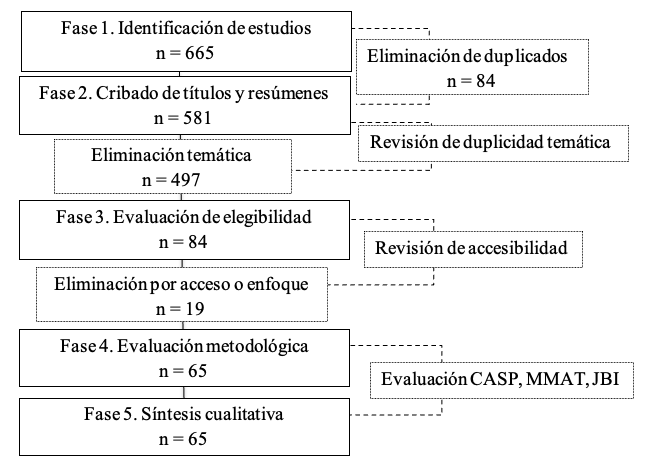 Fase 1. Identificación de estudios
n = 665
Eliminación de duplicados
n = 84
Fase 2. Cribado de títulos y resúmenes
n = 581
Revisión de duplicidad temática
Eliminación temática
n = 497
Fase 3. Evaluación de elegibilidad
n = 84
Revisión de accesibilidad
Eliminación por acceso o enfoque
n = 19
Fase 4. Evaluación metodológica
n = 65
Evaluación CASP, MMAT, JBI
Fase 5. Síntesis cualitativa
n = 65